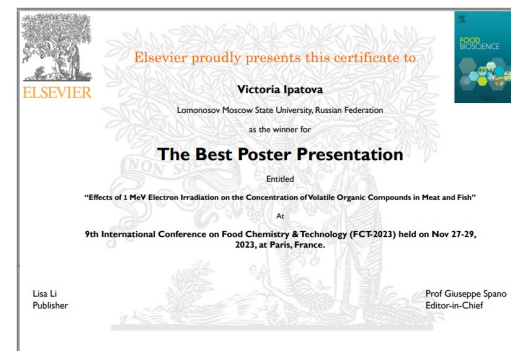 Elsevier proudly presents this certificate to
ELSEVIER
FOOD
BIOSCIENCE
Victoria Ipatova
Lomonosov Moscow State University, Russian Federation
as the winner for
The Best Poster Presentation
NON SOLUS
Entitled
“Effects of 1 MeV Electron Irradiation on the Concentration of Volatile Organic Compounds in Meat and Fish”
At
9th International Conference on Food Chemistry & Technology (FCT-2023) held on Nov 27-29,
2023, at Paris, France.
Lisa Li
Publisher
Prof Giuseppe Spano
Editor-in-Chief